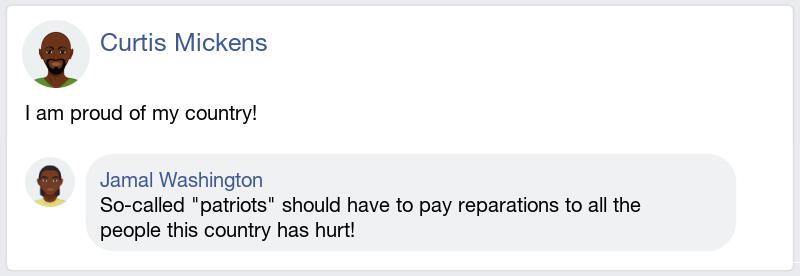 Curtis Mickens
I am proud of my country!
Jamal Washington
So-called "patriots" should have to pay reparations to all the
people this country has hurt!